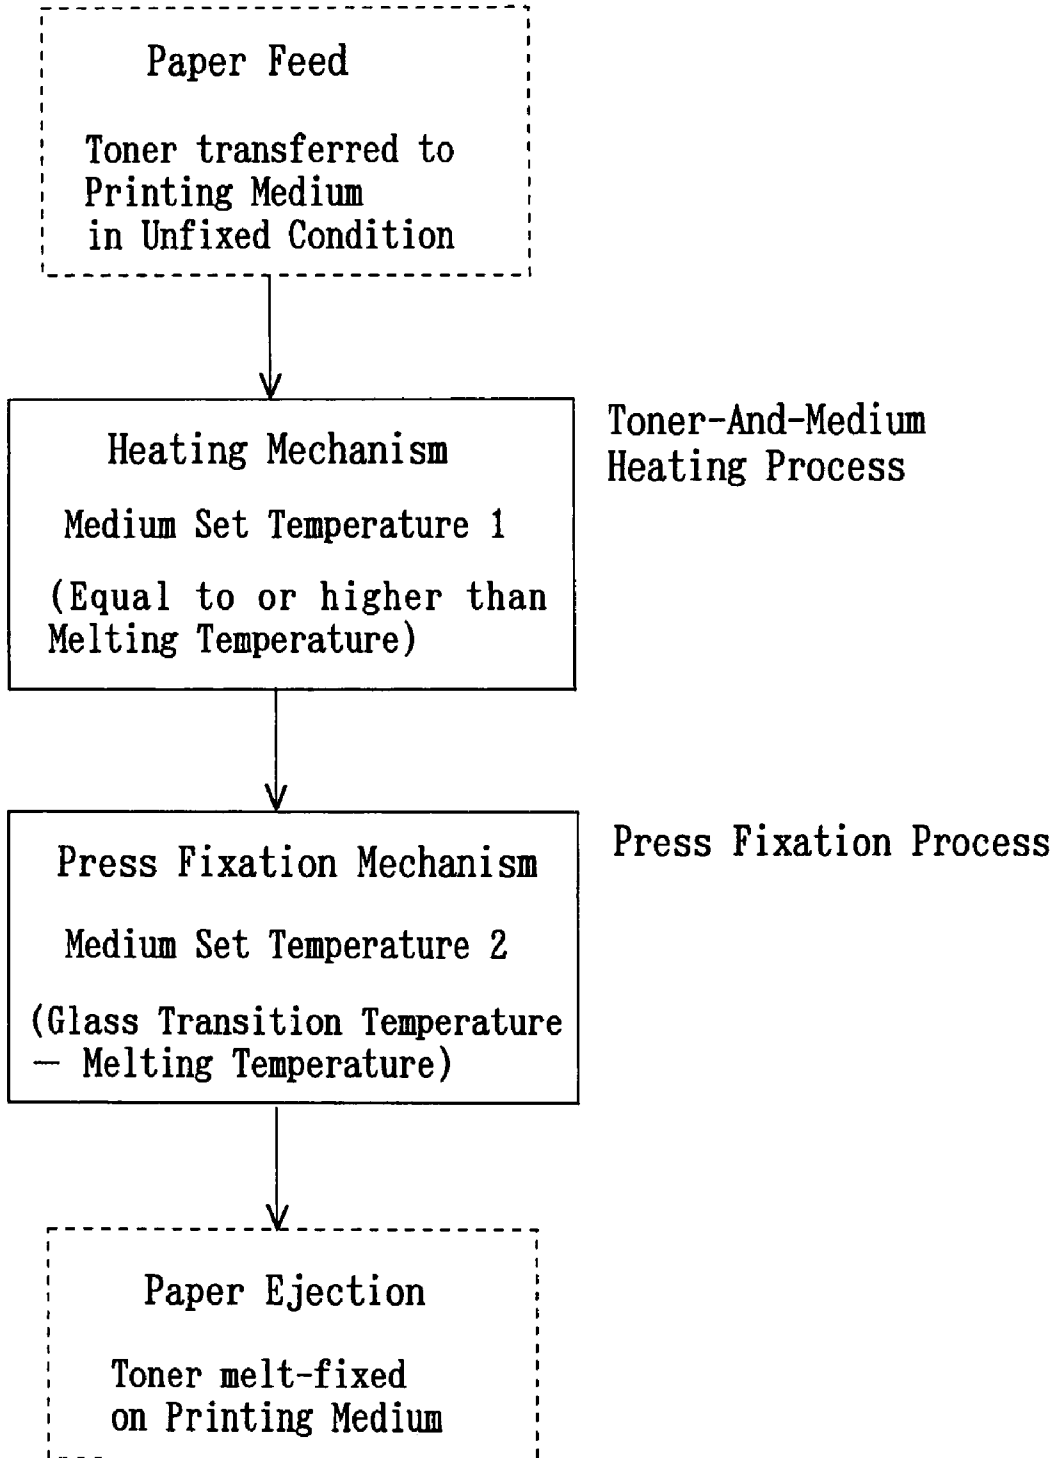 Paper Feed
Toner transferred to
Printing Medium
in Unfixed Condition
Heating Mechanism
Medium Set Temperature 1
(Equal to or higher than
Melting Temperature)
Toner-And-Medium
Heating Process
Press Fixation Mechanism
Medium Set Temperature 2
(Glass Transition Temperature
— Melting Temperature)
Press Fixation Process
Paper Ejection
Toner melt-fixed
on Printing Medium